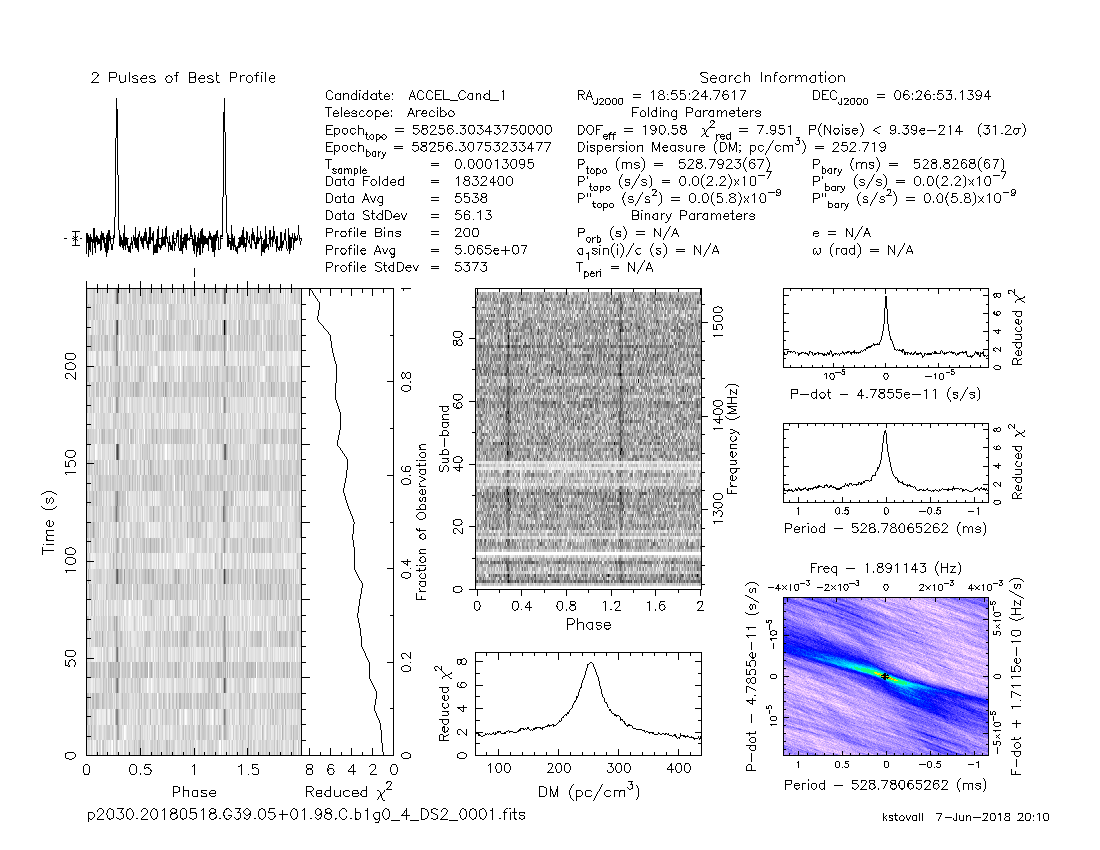 2 Pulses of Best Profile
Search Information
Candidate: ACCEL_Cand_1
RA_J2000 = 18:55:24.7617
DEC_J2000 = 06:26:53.1394
Telescope: Arecibo
Folding Parameters
Epoch_topo = 58256.30343750000
DOF_eff = 190.58 χ²_red = 7.951 P(Noise) < 9.39e-214 (31.2σ)
Epoch_bary = 58256.30753233477
Dispersion Measure (DM; pc/cm³) = 252.719
T_sample = 0.00013095
P_topo (ms) = 528.7923(67)
P_bary (ms) = 528.8268(67)
Data Folded = 1832400
P'_topo (s/s) = 0.0(2.2)x10⁻⁷
P'_bary (s/s) = 0.0(2.2)x10⁻⁷
Data Avg = 5538
P''_topo (s/s²) = 0.0(5.8)x10⁻⁹
P''_bary (s/s²) = 0.0(5.8)x10⁻⁹
Data StdDev = 56.13
Binary Parameters
Profile Bins = 200
P_orb (s) = N/A
e = N/A
Profile Avg = 5.065e+07
a₁sin(i)/c (s) = N/A
ω (rad) = N/A
Profile StdDev = 5373
T_peri = N/A
Time (s)
0 50 100 150 200
0 0.5 1 1.5
Phase
8 6 4 2 0
Reduced χ²
Fraction of Observation
0 0.2 0.4 0.6 0.8
Sub-band
0 20 40 60 80
Frequency (MHz)
1300 1400 1500
0 0.4 0.8 1.2 1.6 2
Phase
Reduced χ²
0 2 4 6 8
100 200 300 400
DM (pc/cm³)
Reduced χ²
0 2 4 6 8
10⁻⁵ 0 -10⁻⁵
P-dot - 4.7855e-11 (s/s)
Reduced χ²
0 2 4 6 8
1 0.5 0 -0.5 -1
Period - 528.78065262 (ms)
Freq - 1.891143 (Hz)
-4×10⁻³ -2×10⁻³ 0 2×10⁻³ 4×10⁻³
P-dot - 4.7855e-11 (s/s)
-10⁻⁵ 0 10⁻⁵
F-dot + 1.7115e-10 (Hz/s)
5×10⁻⁵ 0 -5×10⁻⁵
1 0.5 0 -0.5 -1
Period - 528.78065262 (ms)
p2030.20180518.G39.05+01.98.C.b1g0_4_DS2_0001.fits
kstovall 7-Jun-2018 20:10